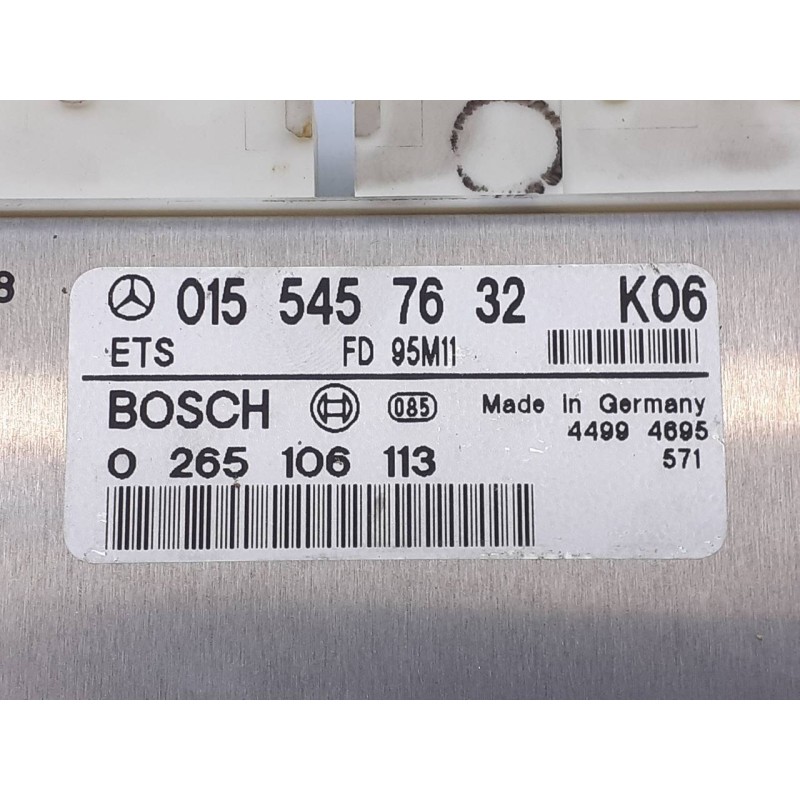 8
015 545 76 32 K06
ETS FD 95M11
BOSCH 085 Made in Germany
0 265 106 113 4499 4695
571